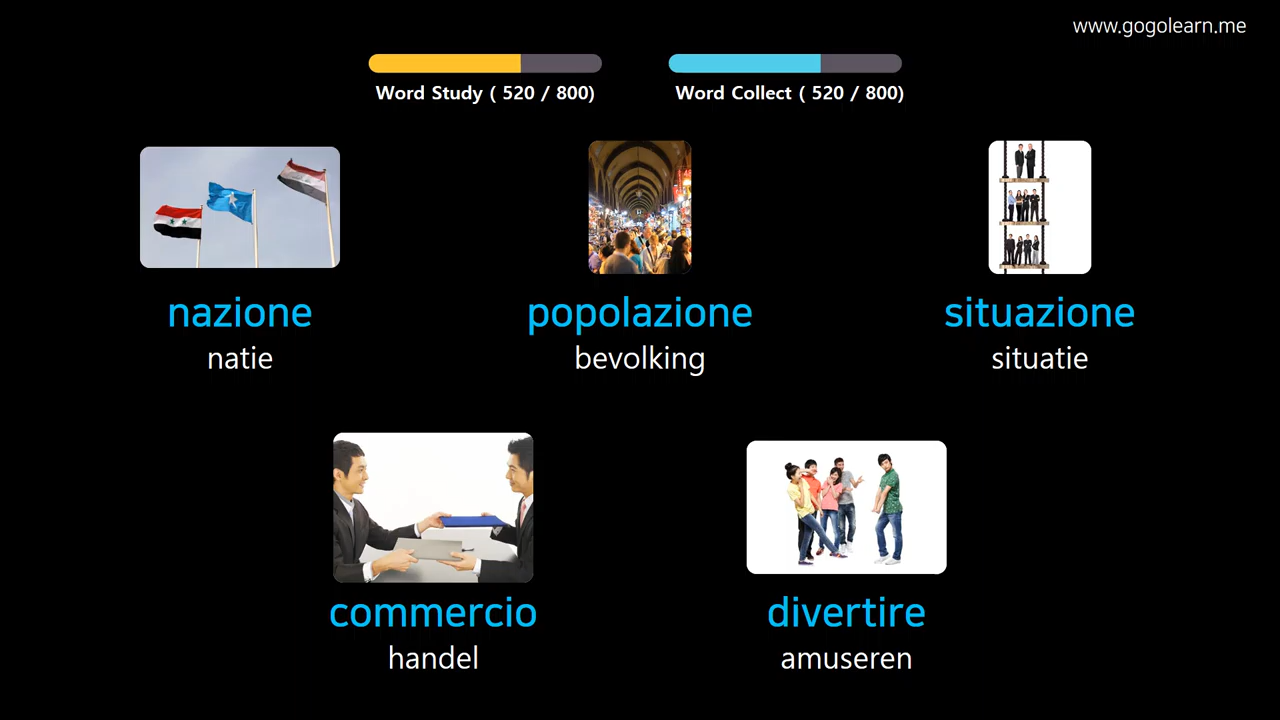 www.gogolearn.me
Word Study ( 520 / 800)
Word Collect ( 520 / 800)
nazione
natie
popolazione
bevolking
situazione
situatie
commercio
handel
divertire
amuseren